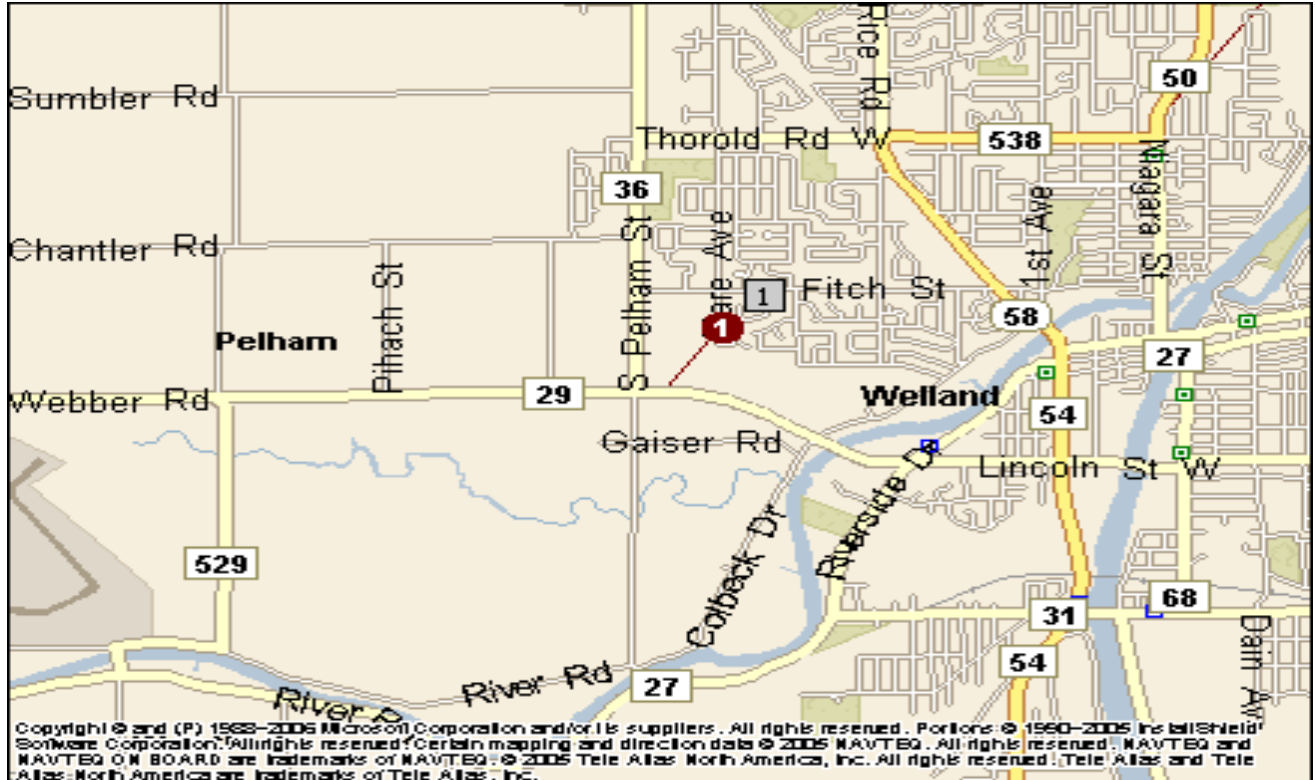 Rice Rd
50
Sumbler Rd
Thorold Rd W
538
36
Niagara St
1st Ave
Chantler Rd
S Pelham St
are Ave
Pihach St
1
Fitch St
1
58
Pelham
27
29
Welland
Webber Rd
54
Gaiser Rd
Lincoln St W
Riverside Dr
Colbeck Dr
529
68
31
Dain Av
54
River Rd
27
River R
Copyright © and (P) 1988-2006 Microsoft Corporation and/or its suppliers. All rights reserved. Portions © 1990-2005 InstallShield
Software Corporation. All rights reserved. Certain mapping and direction data © 2005 NAVTEQ. All rights reserved. NAVTEQ and
NAVTEQ ON BOARD are trademarks of NAVTEQ. © 2005 Tele Atlas North America, Inc. All rights reserved. Tele Atlas and Tele
Atlas North America are trademarks of Tele Atlas, Inc.